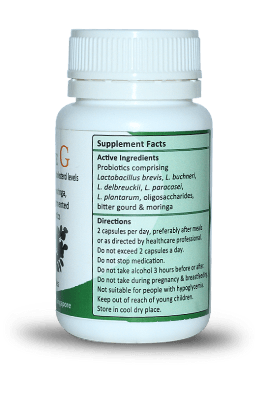 G
levels
Supplement Facts
Active Ingredients
Probiotics comprising
Lactobacillus brevis, L. buchneri,
L. delbreuckii, L. paracasei,
L. plantarum, oligosaccharides,
bitter gourd & moringa
Directions
2 capsules per day, preferably after meals
or as directed by healthcare professional.
Do not exceed 2 capsules a day.
Do not stop medication.
Do not take alcohol 3 hours before or after
Do not take during pregnancy & breastfeeding
Not suitable for people with hypoglycemia.
Keep out of reach of young children.
Store in cool dry place.